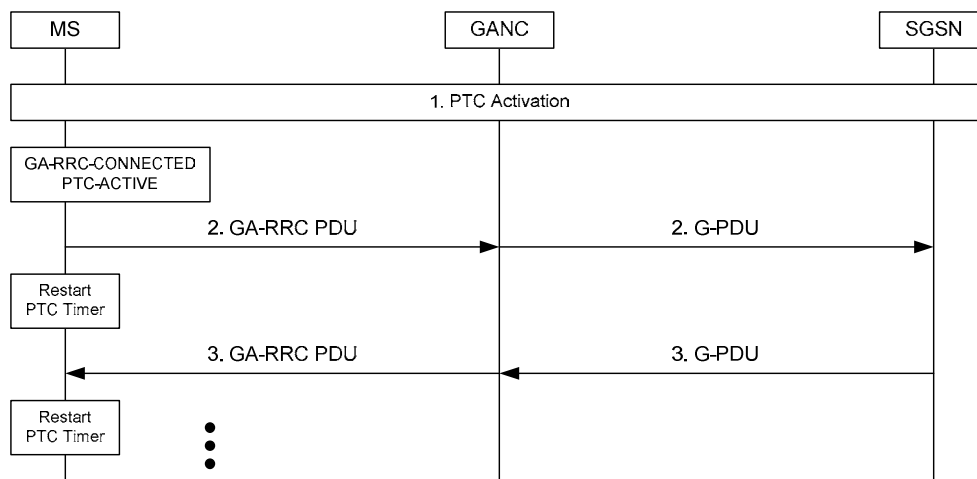 MS
GANC
SGSN
1. PTC Activation
GA-RRC-CONNECTED
PTC-ACTIVE
2. GA-RRC PDU
2. G-PDU
Restart
PTC Timer
3. GA-RRC PDU
3. G-PDU
Restart
PTC Timer